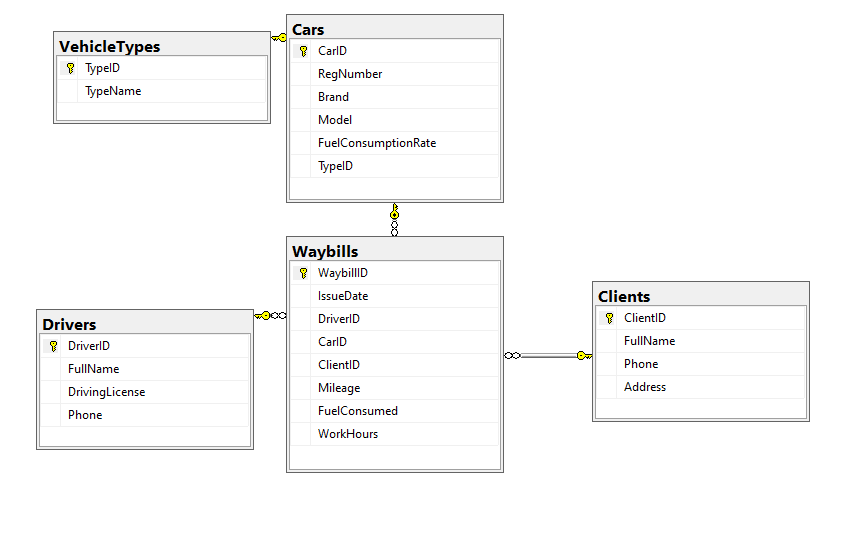 VehicleTypes
TypeID
TypeName
Cars
CarID
RegNumber
Brand
Model
FuelConsumptionRate
TypeID
Waybills
WaybillID
IssueDate
DriverID
CarID
ClientID
Mileage
FuelConsumed
WorkHours
Drivers
DriverID
FullName
DrivingLicense
Phone
Clients
ClientID
FullName
Phone
Address